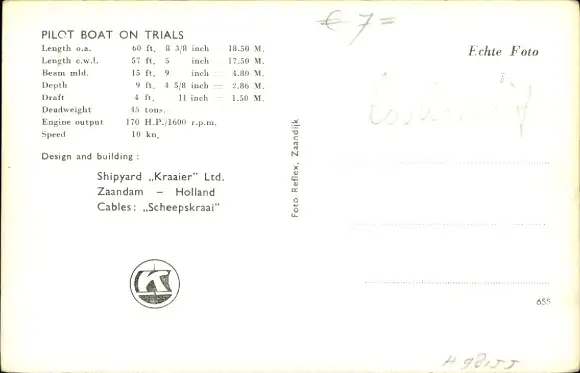 € 7=
PILOT BOAT ON TRIALS
Length o.a. 60 ft. 8 3/8 inch = 18.50 M.
Length c.w.l. 57 ft. 5 inch = 17.50 M.
Beam mld. 15 ft. 9 inch = 4.80 M.
Depth 9 ft. 4 5/8 inch = 2.86 M.
Draft 4 ft. 11 inch = 1.50 M.
Deadweight 45 tons.
Engine output 170 H.P./1600 r.p.m.
Speed 10 kn.
Design and building :
Shipyard „Kraaier” Ltd.
Zaandam – Holland
Cables: „Scheepskraai”
K
Foto Reflex, Zaandijk
Echte Foto
655